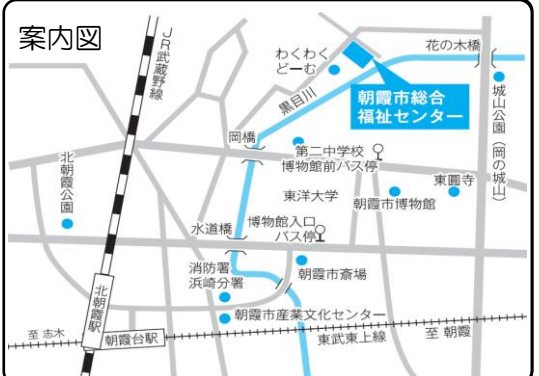 案内図
JR武蔵野線
わくわく
どーむ
花の木橋
黒目川
朝霞市総合
福祉センター
城山公園(岡の城山)
岡橋
第二中学校
博物館前バス停
北朝霞公園
東洋大学
東圓寺
朝霞市博物館
水道橋
博物館入口
バス停
消防署
浜崎分署
朝霞市斎場
北朝霞駅
朝霞市産業文化センター
至 志木
朝霞台駅
東武東上線
至 朝霞